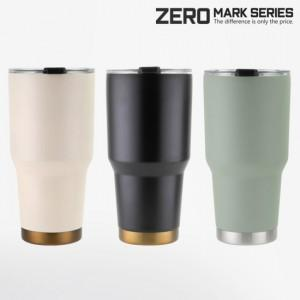 ZERO MARK SERIES
The difference is only the price.